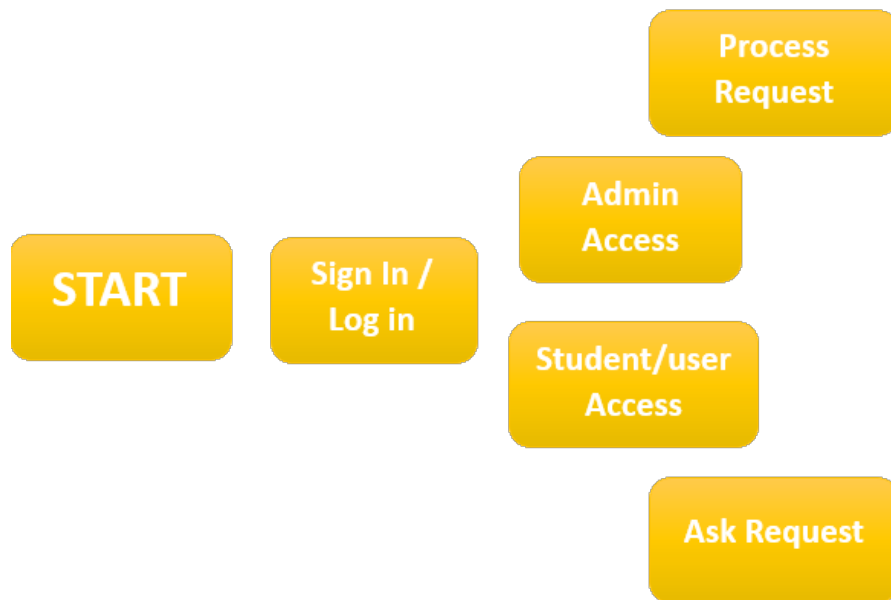 Process
Request
Admin
Access
START
Sign In /
Log in
Student/user
Access
Ask Request